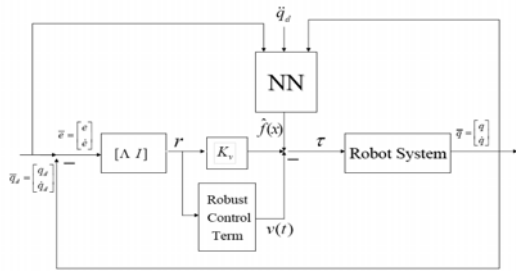 q̈_d
NN
e̅ = [e ė]
f̂(x)
q̅ = [q q̇]
[Λ I]
r
K_v
τ
Robot System
−
−
q̅_d = [q_d q̇_d]
Robust
Control
Term
v(t)